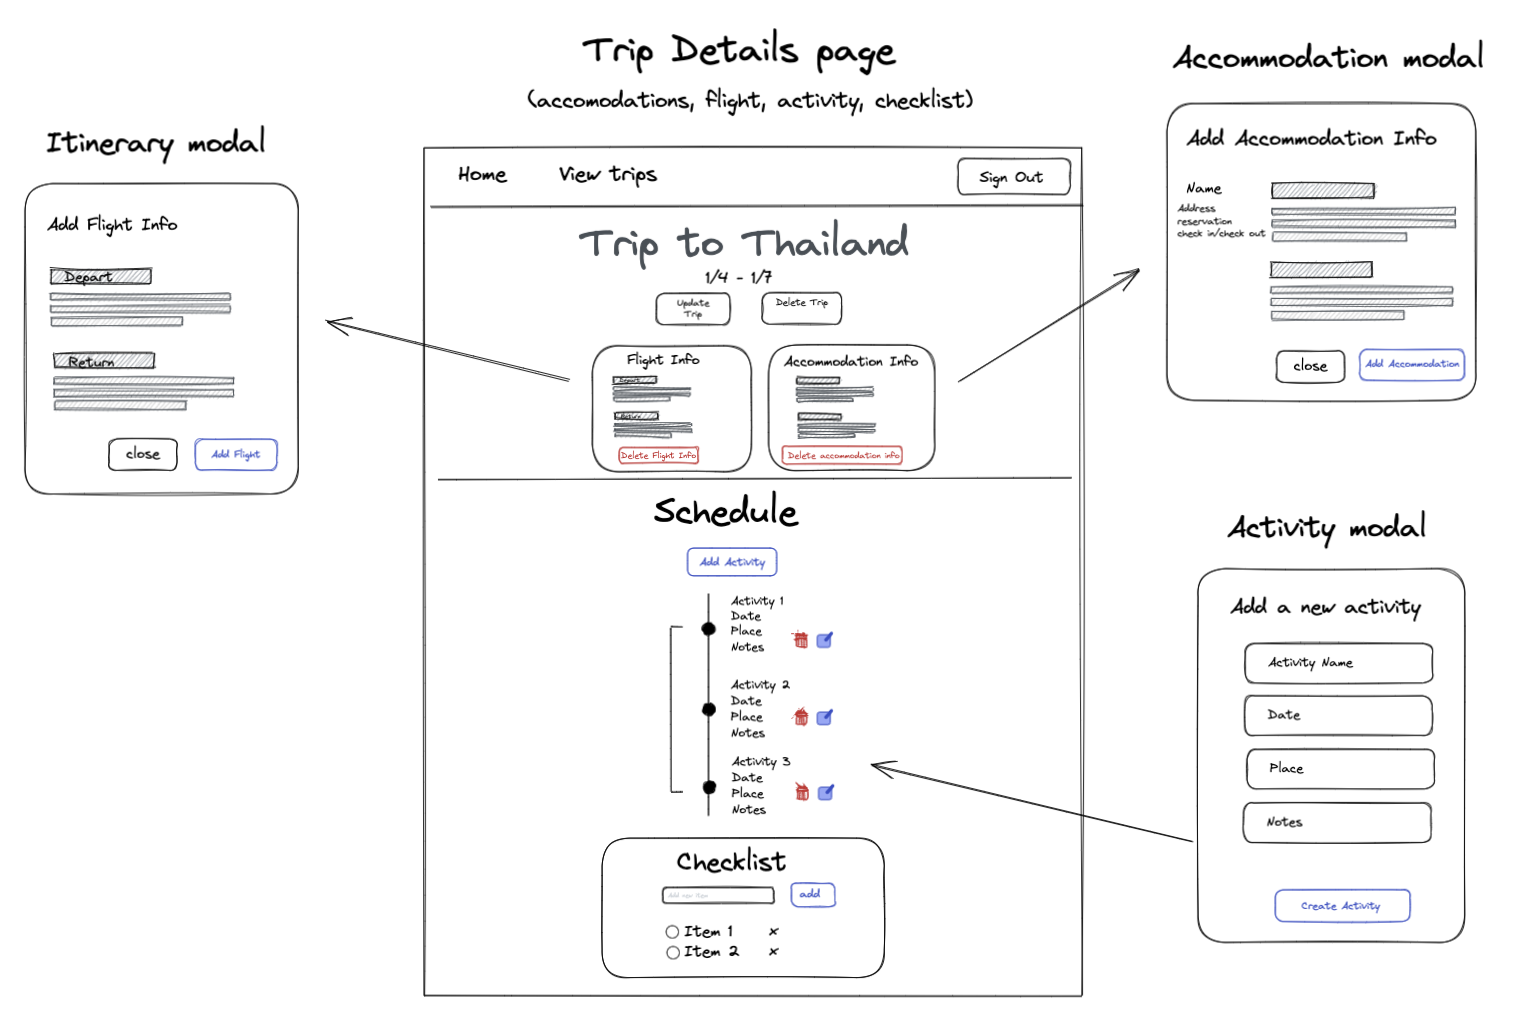 Trip Details page
(accomodations, flight, activity, checklist)
Itinerary modal
Add Flight Info
Depart
Return
close
Add Flight
Home
View trips
Sign Out
Trip to Thailand
1/4 - 1/7
Update
Trip
Delete Trip
Flight Info
Depart
Return
Delete Flight Info
Accommodation Info
Delete accommodation info
Schedule
Add Activity
Activity 1
Date
Place
Notes
Activity 2
Date
Place
Notes
Activity 3
Date
Place
Notes
Checklist
Add new item
add
Item 1 x
Item 2 x
Accommodation modal
Add Accommodation Info
Name
Address
reservation
check in/check out
close
Add Accommodation
Activity modal
Add a new activity
Activity Name
Date
Place
Notes
Create Activity